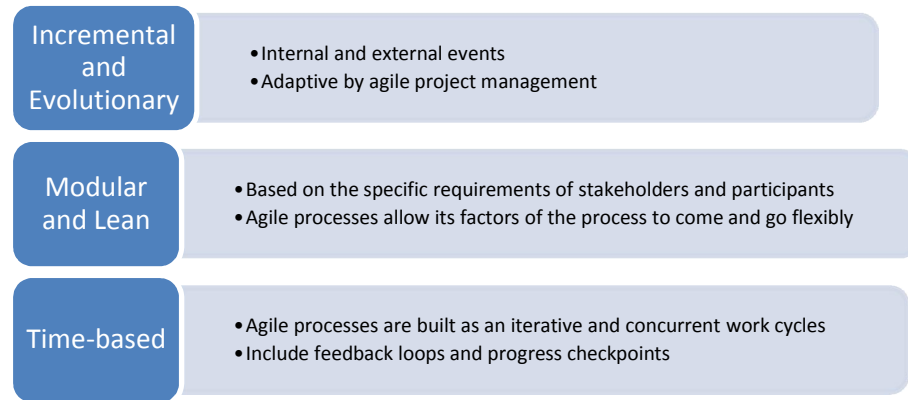 Incremental
and
Evolutionary
•Internal and external events
•Adaptive by agile project management
Modular
and Lean
•Based on the specific requirements of stakeholders and participants
•Agile processes allow its factors of the process to come and go flexibly
Time-based
•Agile processes are built as an iterative and concurrent work cycles
•Include feedback loops and progress checkpoints